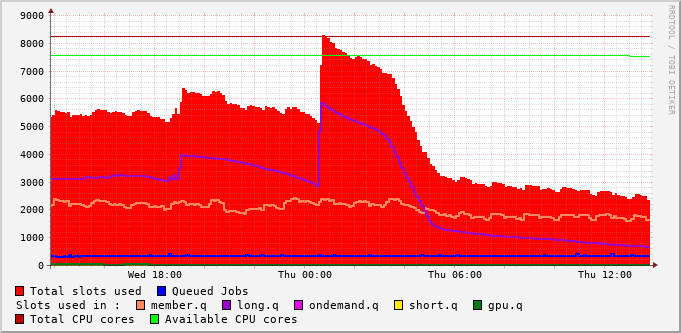 9000
8000
7000
6000
5000
4000
3000
2000
1000
0
Wed 18:00 Thu 00:00 Thu 06:00 Thu 12:00
Total slots used Queued Jobs
Slots used in : member.q long.q ondemand.q short.q gpu.q
Total CPU cores Available CPU cores
RRDTOOL / TOBI OETIKER